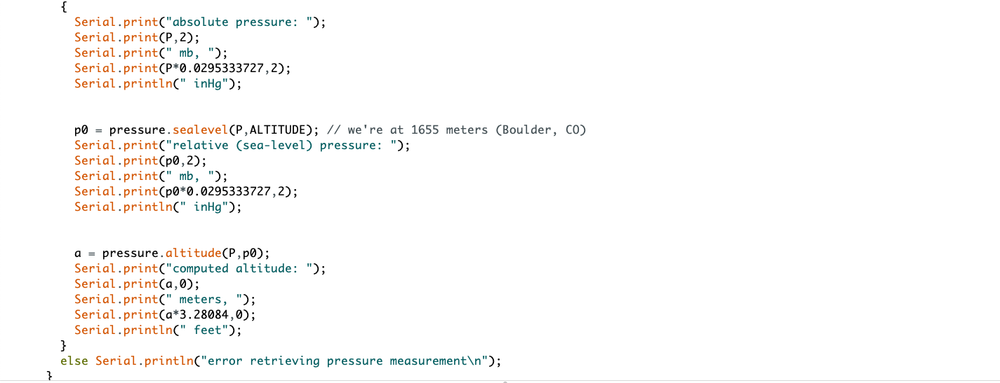 {
Serial.print("absolute pressure: ");
Serial.print(P,2);
Serial.print(" mb, ");
Serial.print(P*0.0295333727,2);
Serial.println(" inHg");
p0 = pressure.sealevel(P,ALTITUDE); // we're at 1655 meters (Boulder, CO)
Serial.print("relative (sea-level) pressure: ");
Serial.print(p0,2);
Serial.print(" mb, ");
Serial.print(p0*0.0295333727,2);
Serial.println(" inHg");
a = pressure.altitude(P,p0);
Serial.print("computed altitude: ");
Serial.print(a,0);
Serial.print(" meters, ");
Serial.print(a*3.28084,0);
Serial.println(" feet");
}
else Serial.println("error retrieving pressure measurement\n");
}